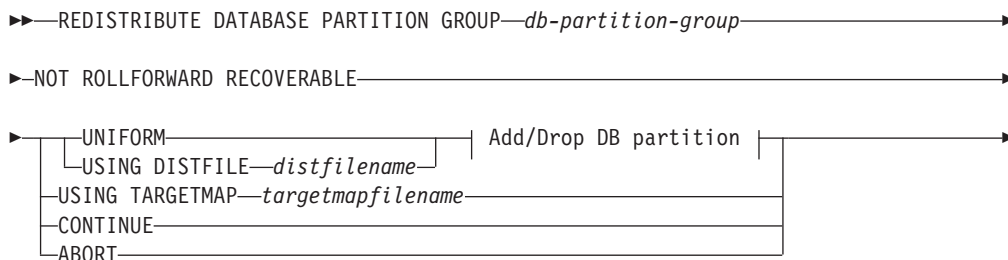 REDISTRIBUTE DATABASE PARTITION GROUP db-partition-group
NOT ROLLFORWARD RECOVERABLE
UNIFORM Add/Drop DB partition
USING DISTFILE distfilename
USING TARGETMAP targetmapfilename
CONTINUE
ABORT